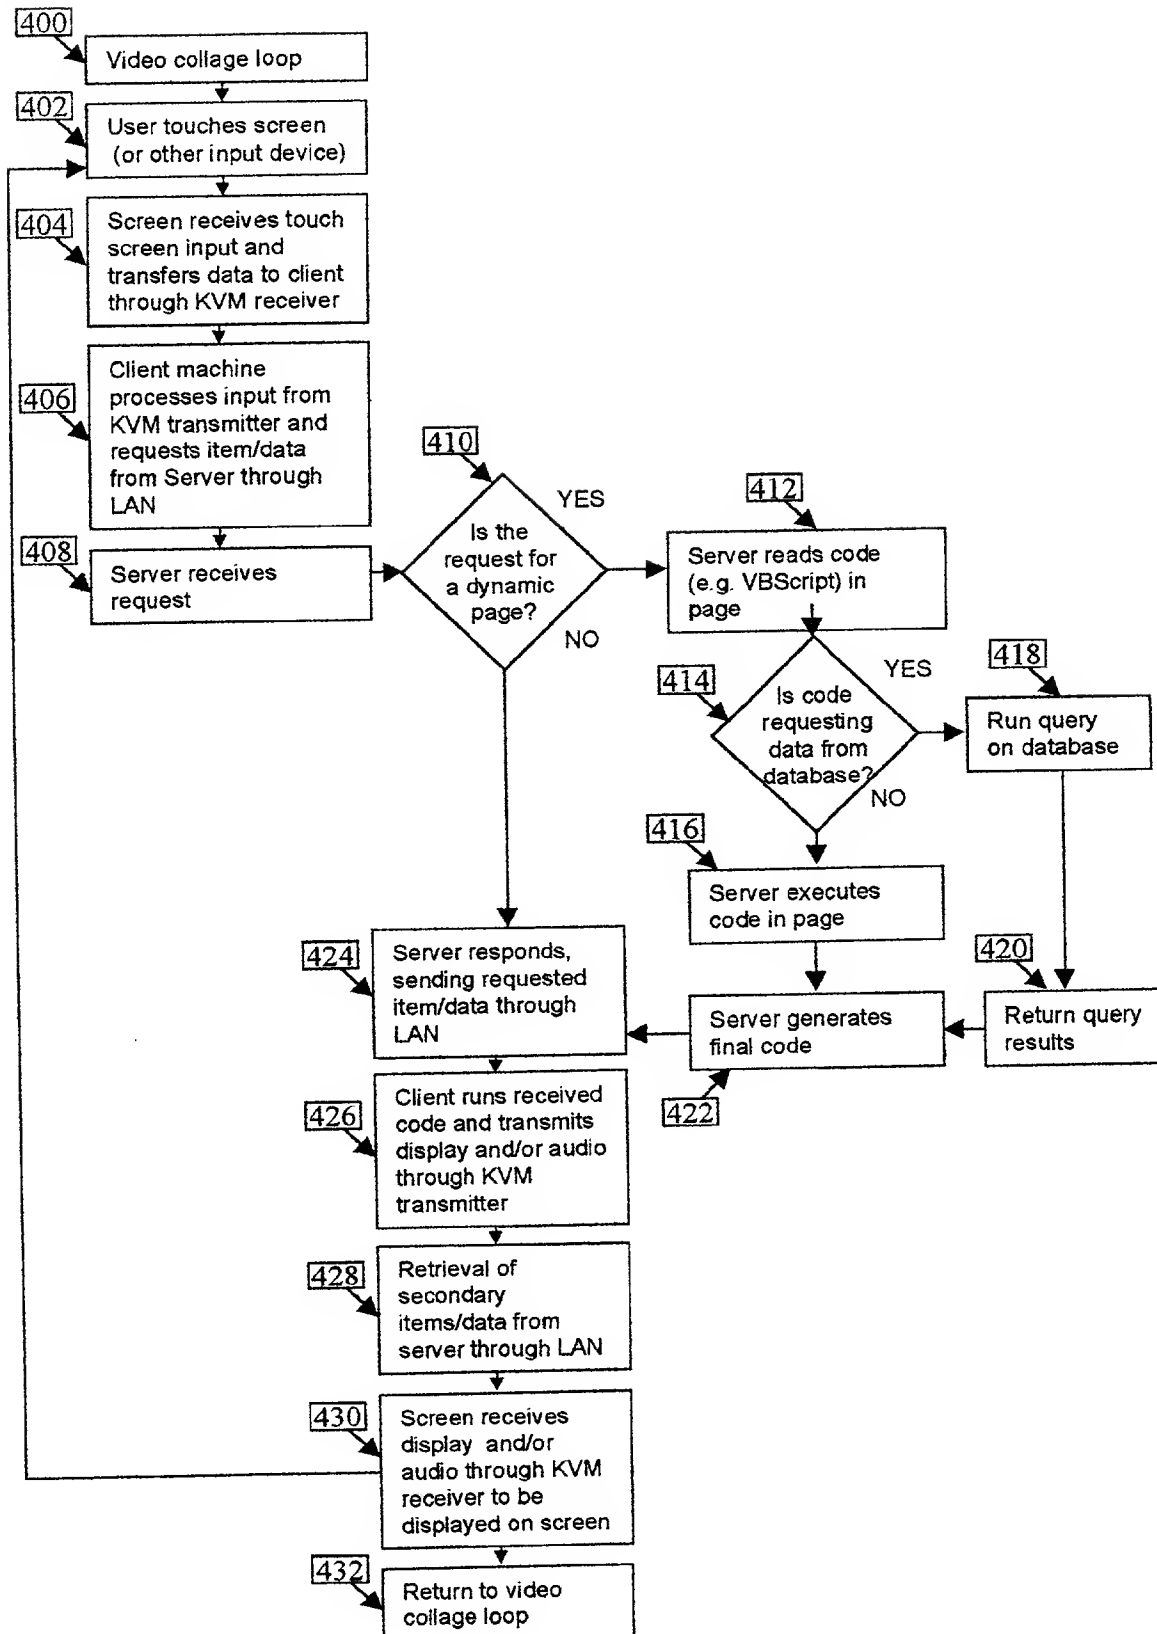 400
Video collage loop
402
User touches screen
(or other input device)
404
Screen receives touch
screen input and
transfers data to client
through KVM receiver
406
Client machine
processes input from
KVM transmitter and
requests item/data
from Server through
LAN
408
Server receives
request
410
Is the
request for
a dynamic
page?
YES
NO
412
Server reads code
(e.g. VBScript) in
page
414
Is code
requesting
data from
database?
YES
NO
418
Run query
on database
416
Server executes
code in page
420
Return query
results
422
Server generates
final code
424
Server responds,
sending requested
item/data through
LAN
426
Client runs received
code and transmits
display and/or audio
through KVM
transmitter
428
Retrieval of
secondary
items/data from
server through LAN
430
Screen receives
display and/or
audio through KVM
receiver to be
displayed on screen
432
Return to video
collage loop